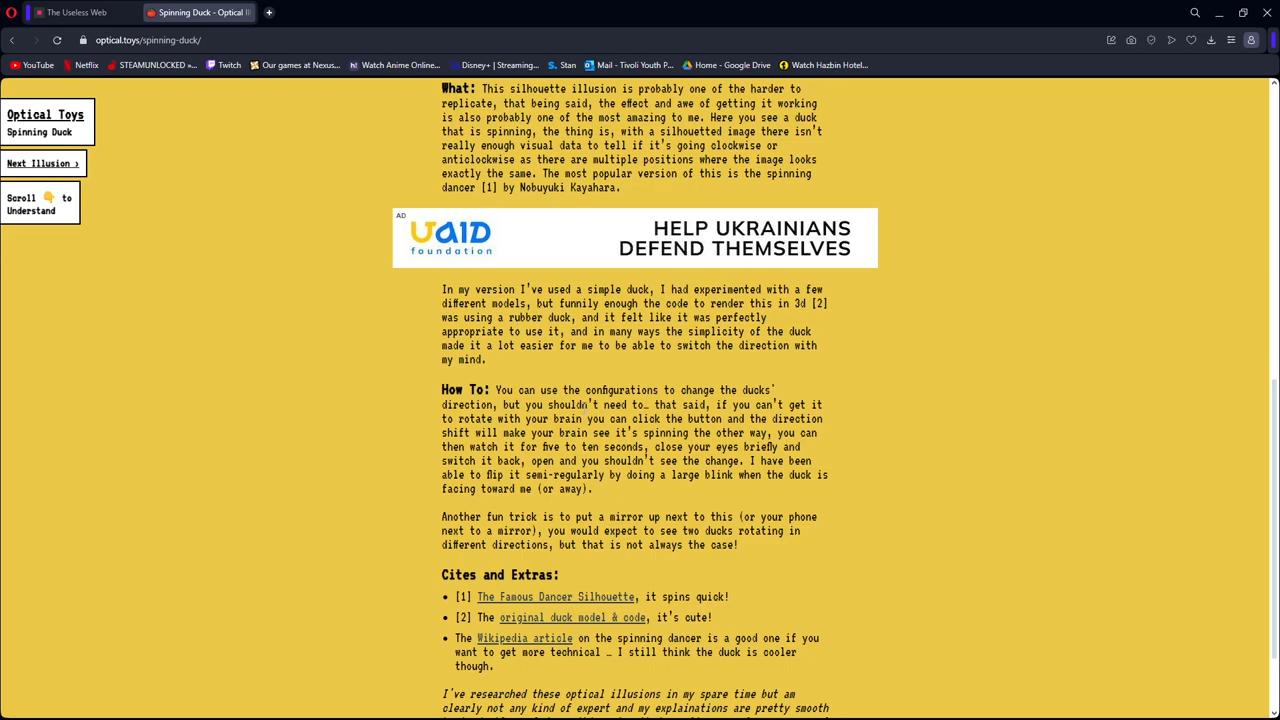 The Useless Web
Spinning Duck - Optical Il
optical.toys/spinning-duck/
YouTube
Netflix
STEAMUNLOCKED »...
Twitch
Our games at Nexus...
Watch Anime Online...
Disney+ | Streaming...
Stan
Mail - Tivoli Youth P...
Home - Google Drive
Watch Hazbin Hotel...
Optical Toys
Spinning Duck
Next Illusion ›
Scroll 👇 to
Understand
What: This silhouette illusion is probably one of the harder to
replicate, that being said, the effect and awe of getting it working
is also probably one of the most amazing to me. Here you see a duck
that is spinning, the thing is, with a silhouetted image there isn't
really enough visual data to tell if it's going clockwise or
anticlockwise as there are multiple positions where the image looks
exactly the same. The most popular version of this is the spinning
dancer [1] by Nobuyuki Kayahara.
AD
UAID
foundation
HELP UKRAINIANS
DEFEND THEMSELVES
In my version I've used a simple duck, I had experimented with a few
different models, but funnily enough the code to render this in 3d [2]
was using a rubber duck, and it felt like it was perfectly
appropriate to use it, and in many ways the simplicity of the duck
made it a lot easier for me to be able to switch the direction with
my mind.
How To: You can use the configurations to change the ducks'
direction, but you shouldn't need to… that said, if you can't get it
to rotate with your brain you can click the button and the direction
shift will make your brain see it's spinning the other way, you can
then watch it for five to ten seconds, close your eyes briefly and
switch it back, open and you shouldn't see the change. I have been
able to flip it semi-regularly by doing a large blink when the duck is
facing toward me (or away).
Another fun trick is to put a mirror up next to this (or your phone
next to a mirror), you would expect to see two ducks rotating in
different directions, but that is not always the case!
Cites and Extras:
• [1] The Famous Dancer Silhouette, it spins quick!
• [2] The original duck model & code, it's cute!
• The Wikipedia article on the spinning dancer is a good one if you
want to get more technical … I still think the duck is cooler
though.
I've researched these optical illusions in my spare time but am
clearly not any kind of expert and my explainations are pretty smooth